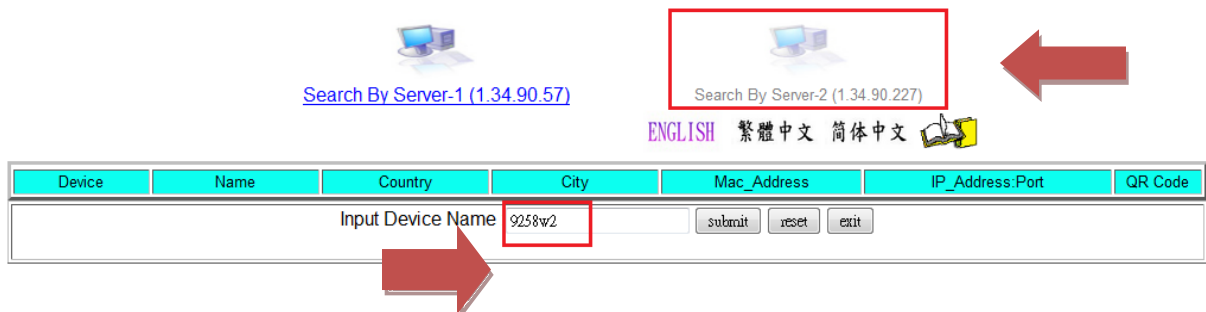 Search By Server-1 (1.34.90.57) Search By Server-2 (1.34.90.227)
ENGLISH 繁體中文 简体中文
Device Name Country City Mac_Address IP_Address:Port QR Code
Input Device Name 9258w2 submit reset exit